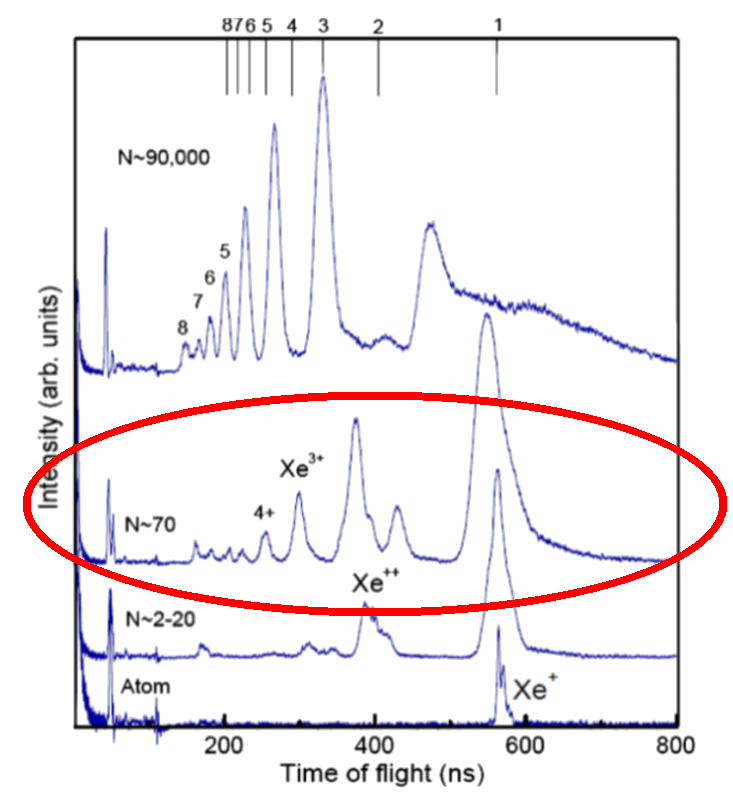 8 7 6 5 4 3 2 1
N~90,000
5
6
7
8
Intensity (arb. units)
Xe³⁺
4+
N~70
Xe⁺⁺
N~2-20
Atom
Xe⁺
200 400 600 800
Time of flight (ns)